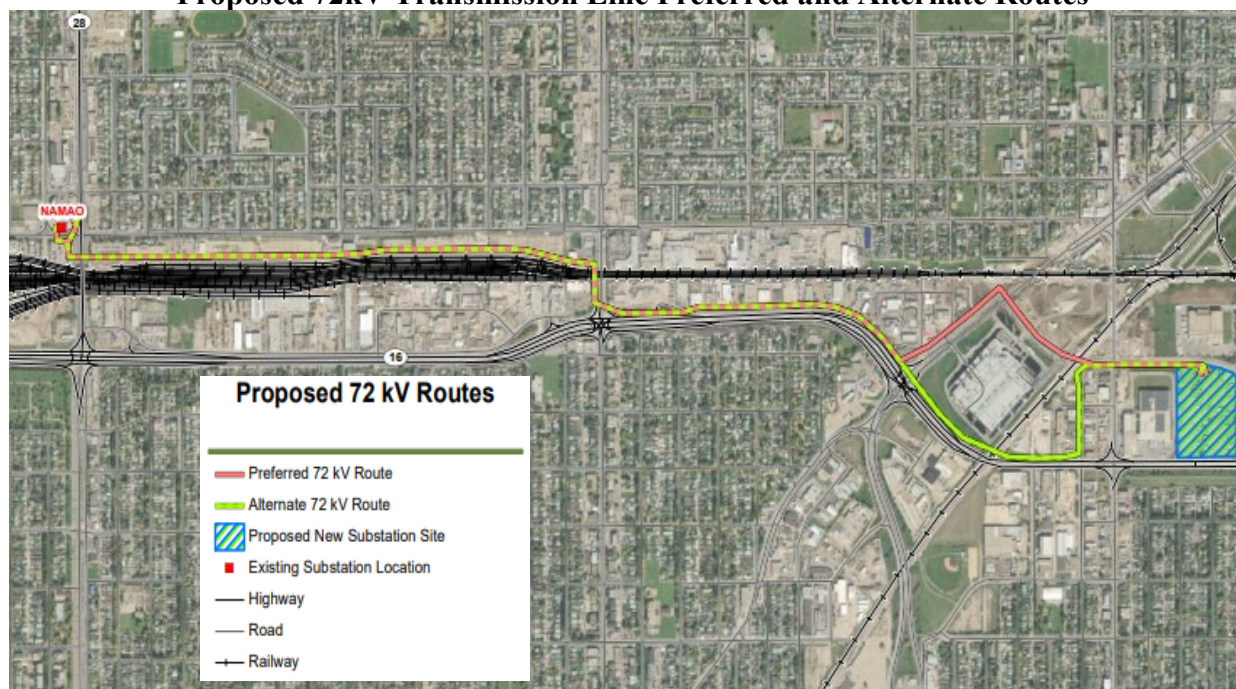 Proposed 72kV Transmission Line Preferred and Alternate Routes
28
NAMAO
16
Proposed 72 kV Routes
Preferred 72 kV Route
Alternate 72 kV Route
Proposed New Substation Site
Existing Substation Location
Highway
Road
Railway